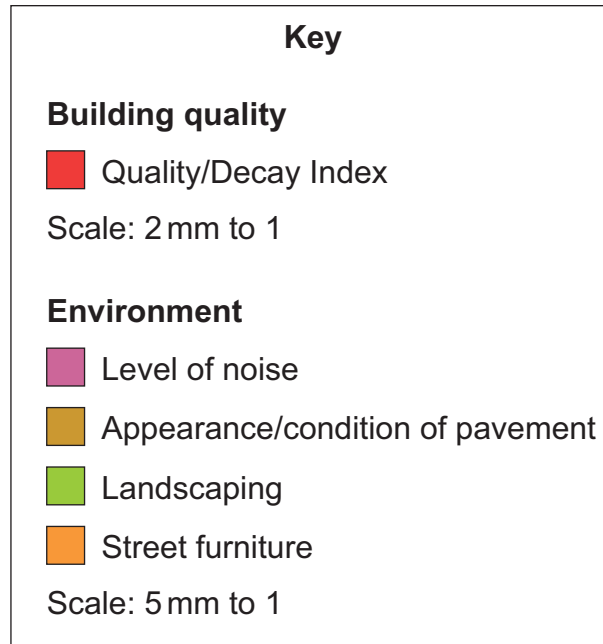 Key
Building quality
Quality/Decay Index
Scale: 2 mm to 1
Environment
Level of noise
Appearance/condition of pavement
Landscaping
Street furniture
Scale: 5 mm to 1